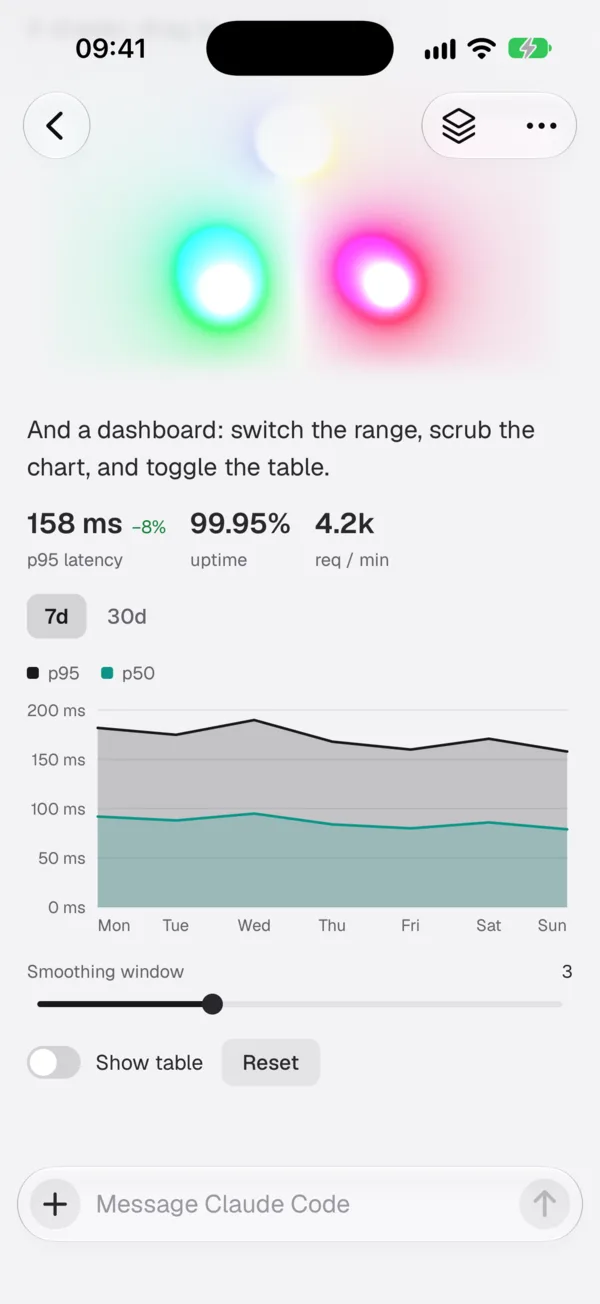 09:41
And a dashboard: switch the range, scrub the
chart, and toggle the table.
158 ms -8% 99.95% 4.2k
p95 latency uptime req / min
7d 30d
p95 p50
200 ms
150 ms
100 ms
50 ms
0 ms
Mon Tue Wed Thu Fri Sat Sun
Smoothing window 3
Show table Reset
Message Claude Code